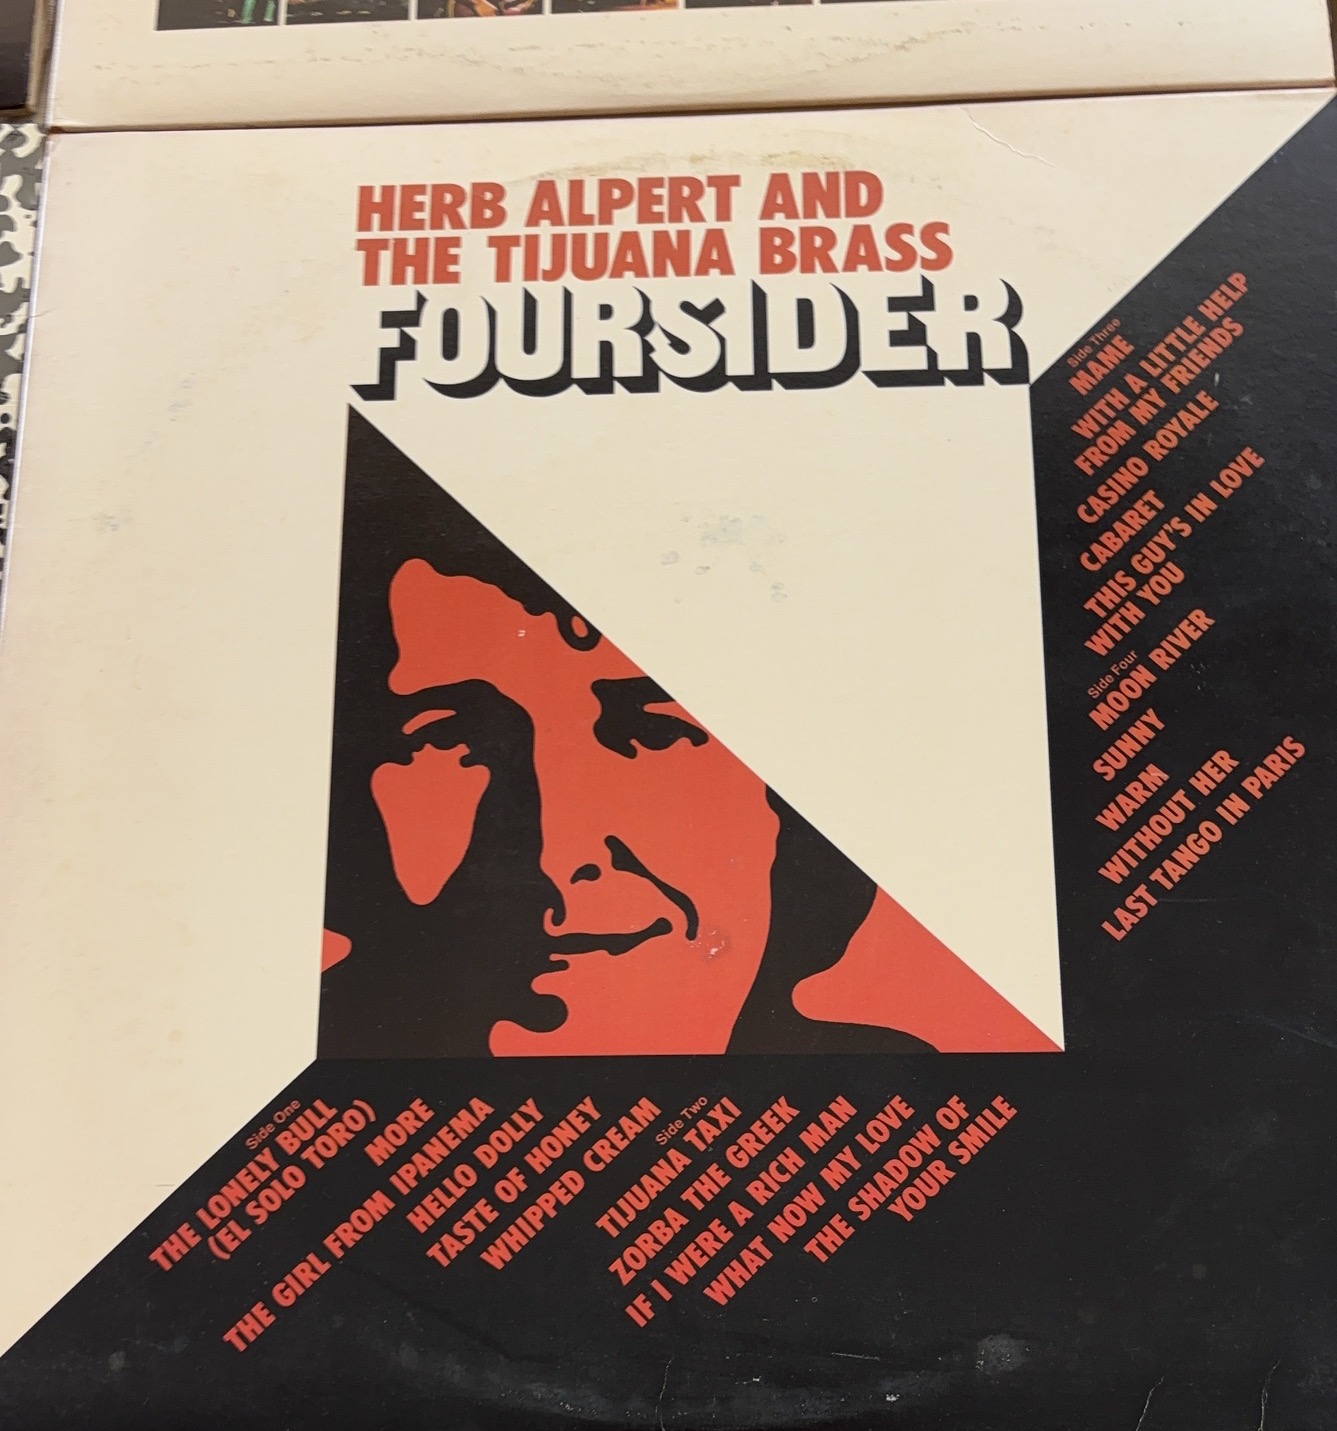 HERB ALPERT AND
THE TIJUANA BRASS
FOURSIDER
Side One
THE LONELY BULL
(EL SOLO TORO)
MORE
THE GIRL FROM IPANEMA
HELLO DOLLY
TASTE OF HONEY
WHIPPED CREAM
Side Two
TIJUANA TAXI
ZORBA THE GREEK
IF I WERE A RICH MAN
WHAT NOW MY LOVE
THE SHADOW OF
YOUR SMILE
Side Three
MAME
WITH A LITTLE HELP
FROM MY FRIENDS
CASINO ROYALE
CABARET
THIS GUY'S IN LOVE
WITH YOU
Side Four
MOON RIVER
SUNNY
WARM
WITHOUT HER
LAST TANGO IN PARIS